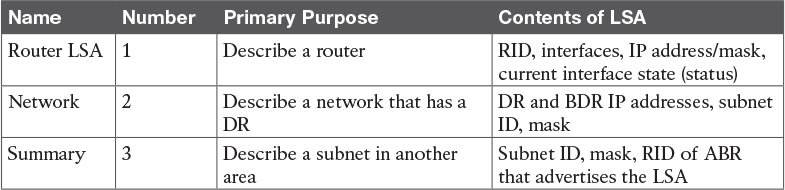 Name Number Primary Purpose Contents of LSA
Router LSA 1 Describe a router RID, interfaces, IP address/mask,
current interface state (status)
Network 2 Describe a network that has a DR and BDR IP addresses, subnet
DR ID, mask
Summary 3 Describe a subnet in another Subnet ID, mask, RID of ABR
area that advertises the LSA